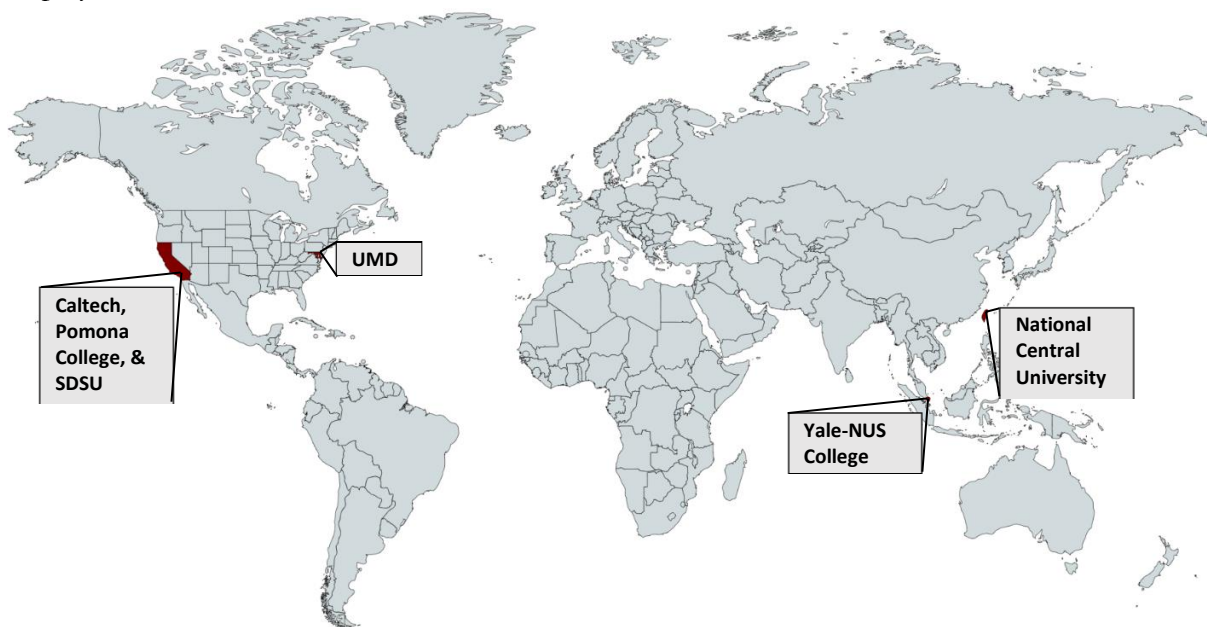 UMD
Caltech,
Pomona
College, &
SDSU
National
Central
University
Yale-NUS
College